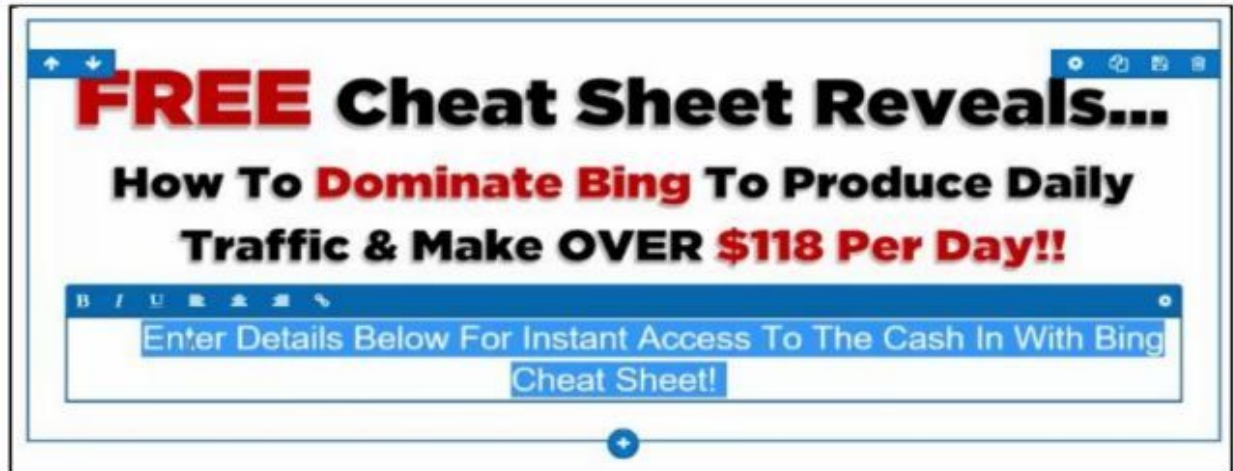 FREE Cheat Sheet Reveals...
How To Dominate Bing To Produce Daily
Traffic & Make OVER $118 Per Day!!
B I U
Enter Details Below For Instant Access To The Cash In With Bing
Cheat Sheet!